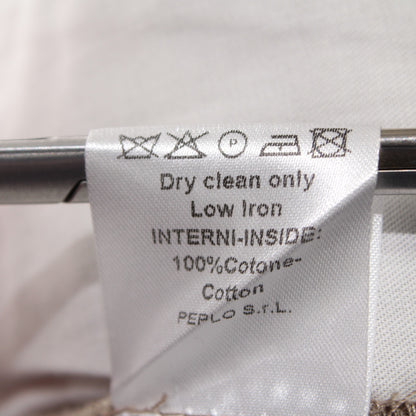 P
Dry clean only
Low Iron
INTERNI-INSIDE:
100%Cotone-
Cotton
PEPLO S.r.L.